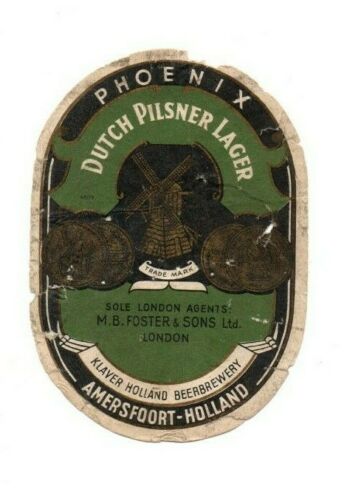 PHOENIX
DUTCH PILSNER LAGER
TRADE MARK
SOLE LONDON AGENTS:
M.B. FOSTER & SONS Ltd.
LONDON
KLAVER HOLLAND BEERBREWERY
AMERSFOORT-HOLLAND